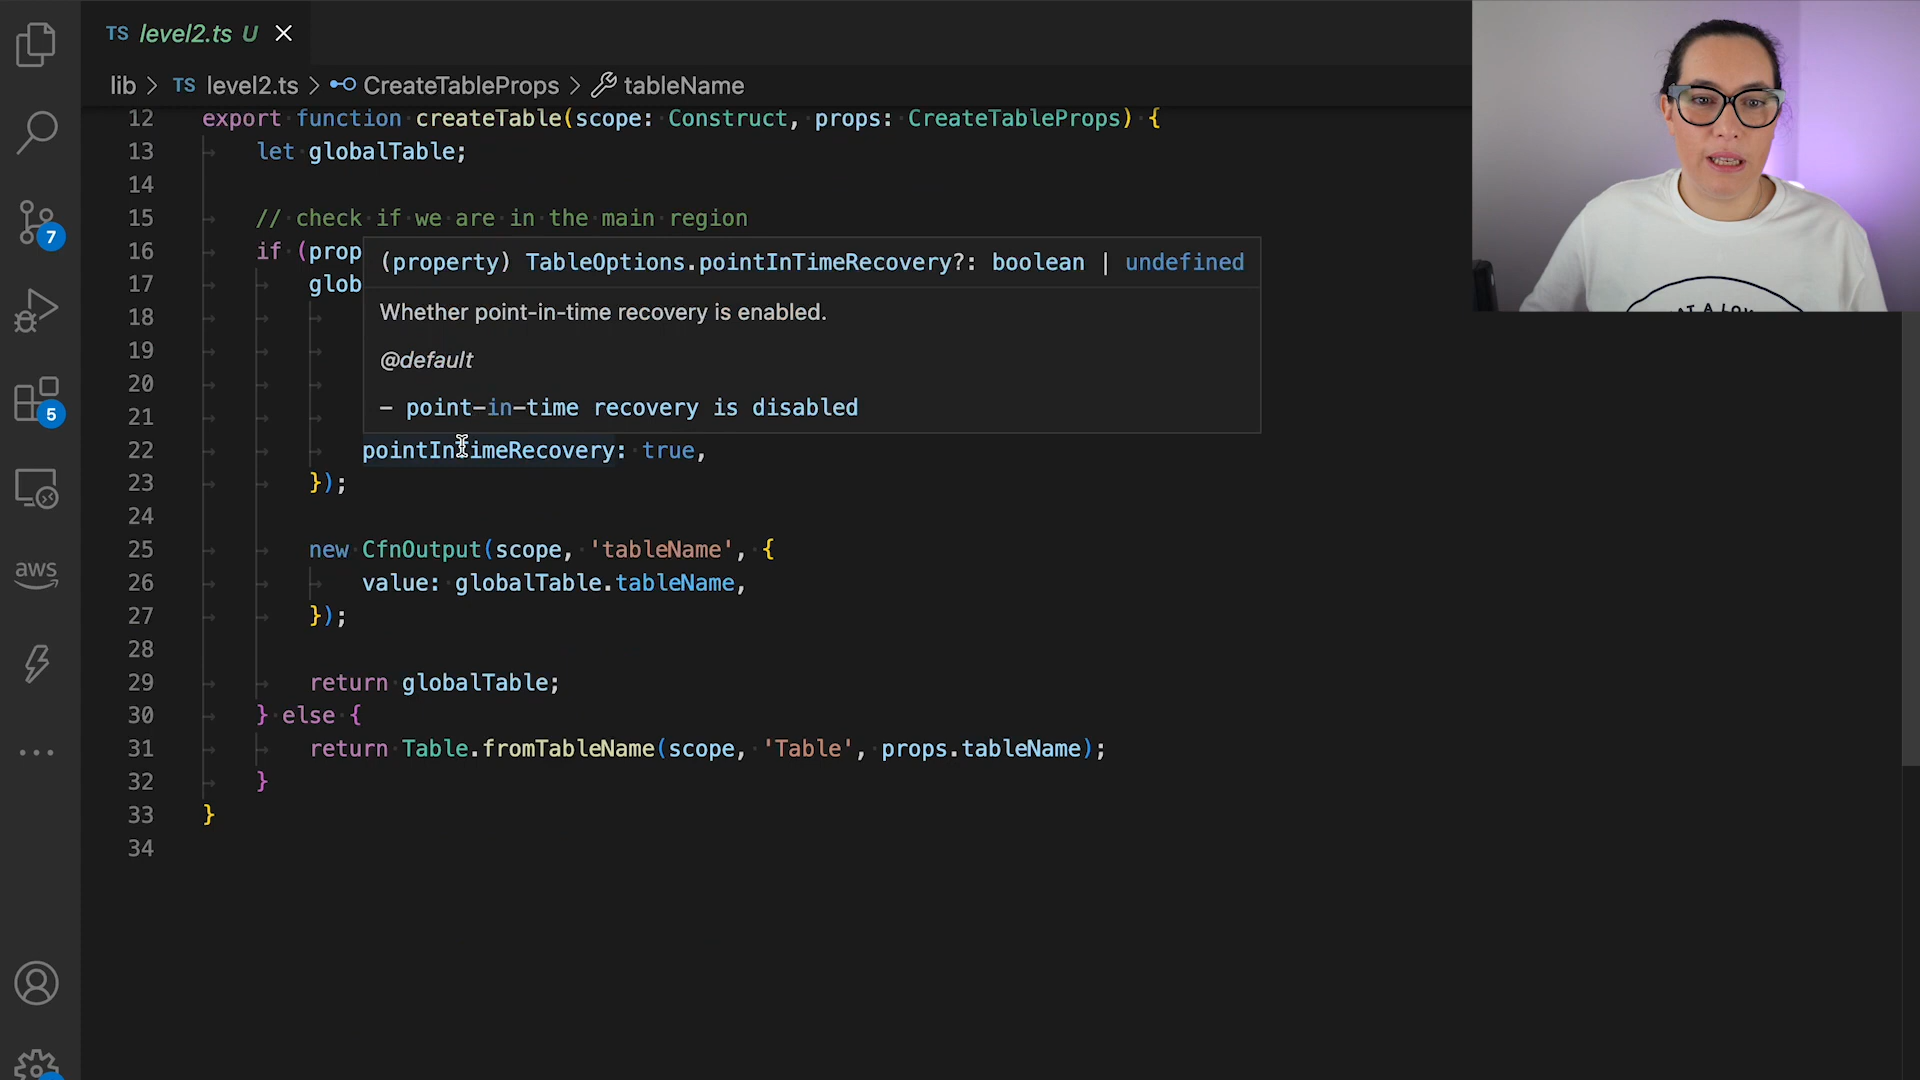 TS level2.ts U
lib > TS level2.ts > CreateTableProps > tableName
12 export function createTable(scope: Construct, props: CreateTableProps) {
13 let globalTable;
14
15 // check if we are in the main region
16 if (prop
(property) TableOptions.pointInTimeRecovery?: boolean | undefined
17 glob
Whether point-in-time recovery is enabled.
18
19
@default
20
– point-in-time recovery is disabled
21
22 pointInTimeRecovery: true,
23 });
24
25 new CfnOutput(scope, 'tableName', {
26 value: globalTable.tableName,
27 });
28
29 return globalTable;
30 } else {
31 return Table.fromTableName(scope, 'Table', props.tableName);
32 }
33 }
34
7
5
aws